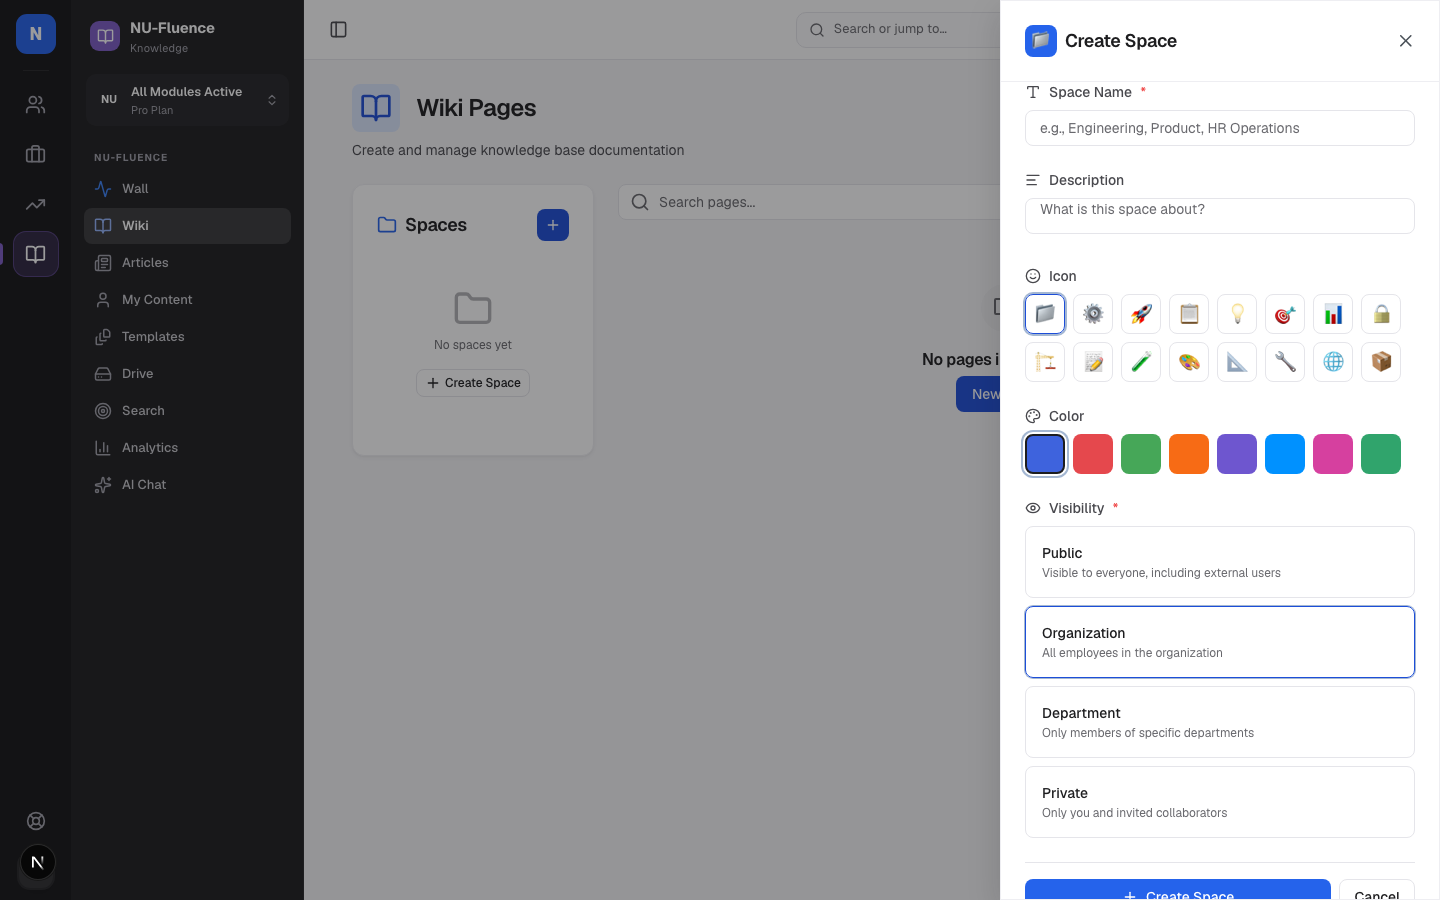 N
NU-Fluence
Knowledge
NU
All Modules Active
Pro Plan
NU-FLUENCE
Wall
Wiki
Articles
My Content
Templates
Drive
Search
Analytics
AI Chat
N
Search or jump to...
Wiki Pages
Create and manage knowledge base documentation
Spaces
No spaces yet
Create Space
Search pages...
No pages i
New
Create Space
Space Name *
e.g., Engineering, Product, HR Operations
Description
What is this space about?
Icon
Color
Visibility *
Public
Visible to everyone, including external users
Organization
All employees in the organization
Department
Only members of specific departments
Private
Only you and invited collaborators
Create Space
Cancel